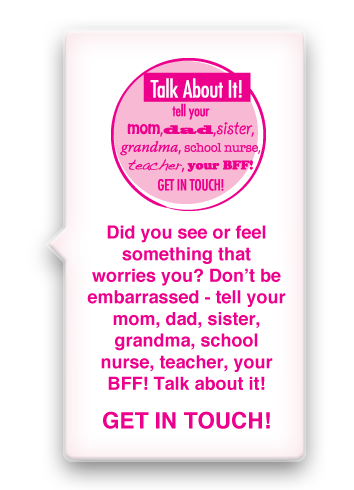 Talk About It!
tell your
mom,dad,sister,
grandma, school nurse,
teacher, your BFF!
GET IN TOUCH!
Did you see or feel
something that
worries you? Don’t be
embarrassed - tell your
mom, dad, sister,
grandma, school
nurse, teacher, your
BFF! Talk about it!
GET IN TOUCH!